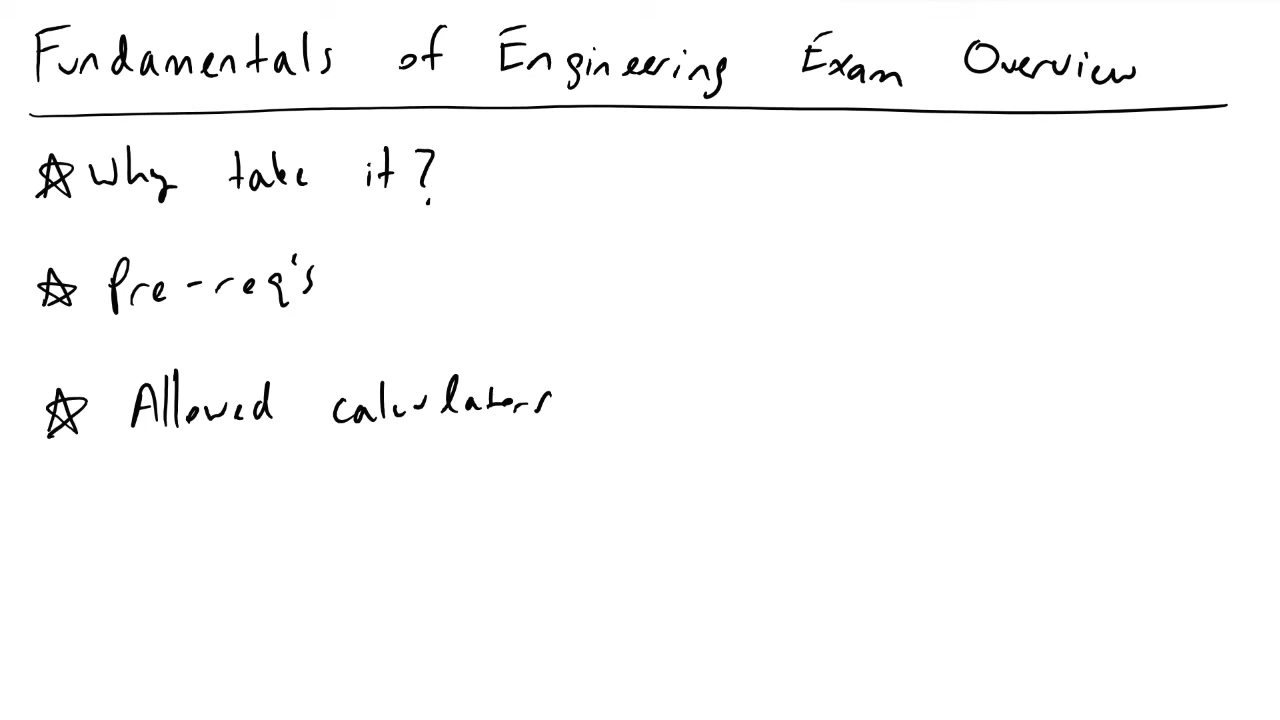 Fundamentals of Engineering Exam Overview
Why take it?
Pre-req's
Allowed calculators